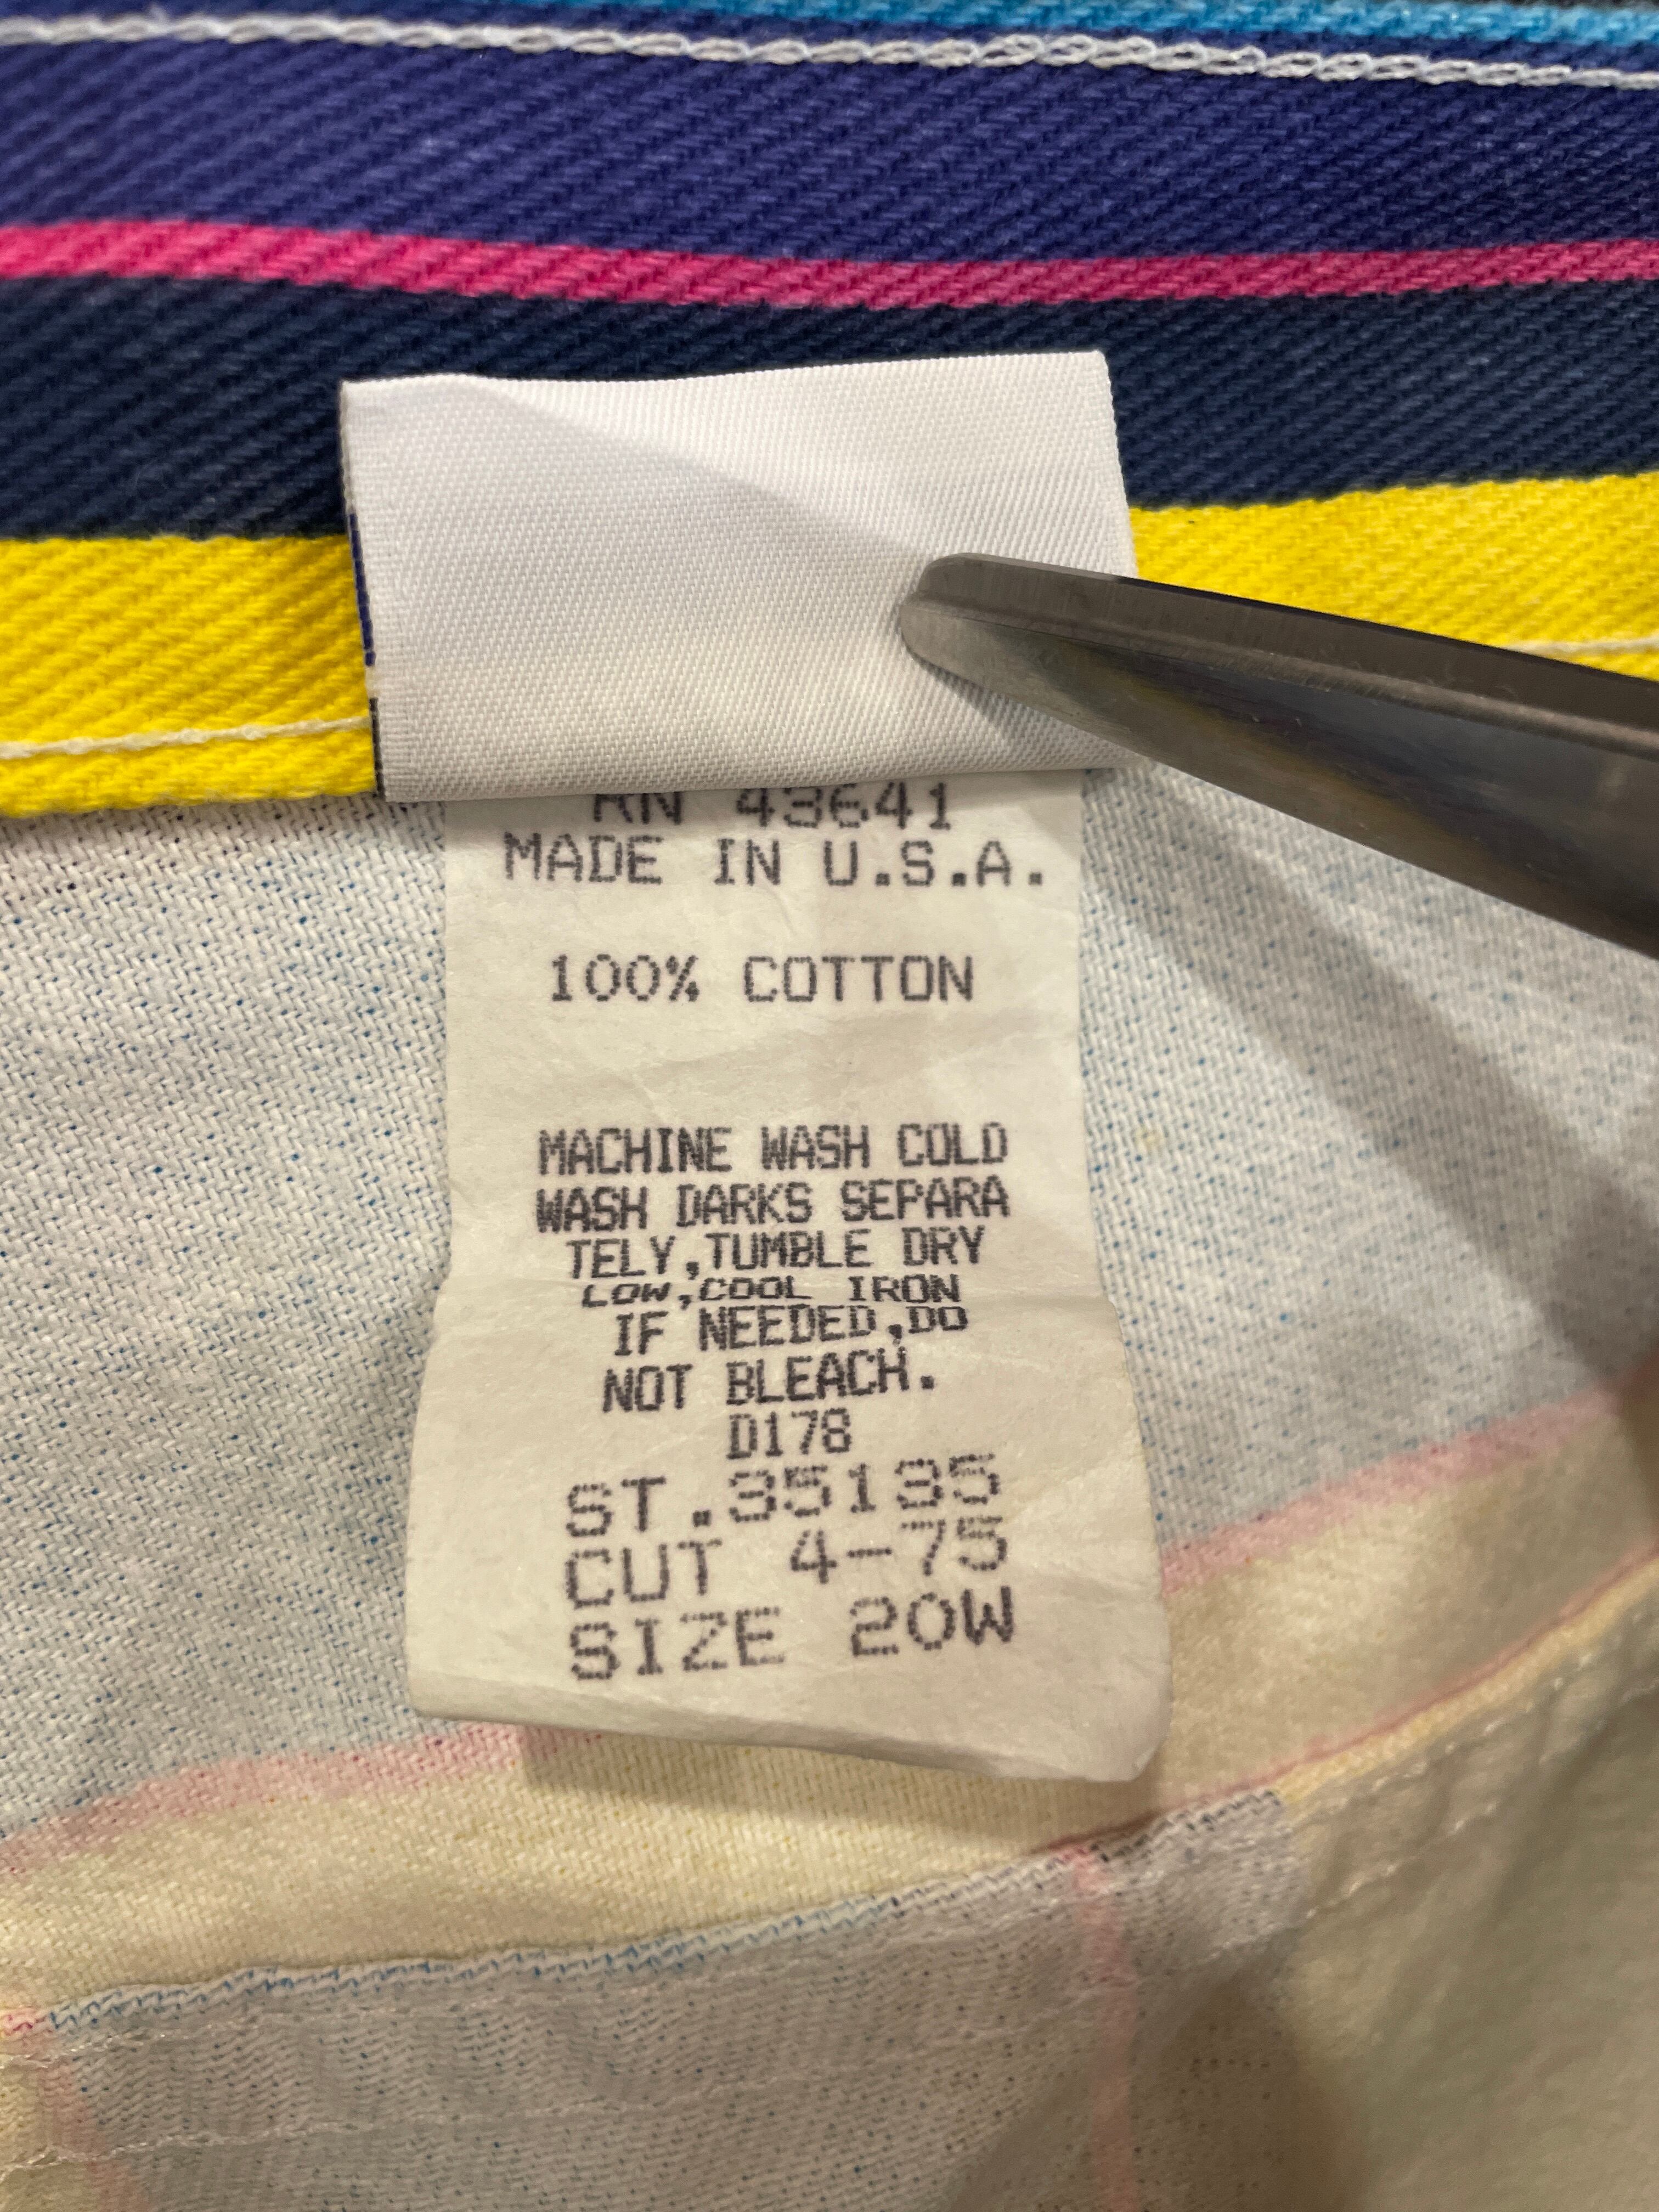 RN 43641
MADE IN U.S.A.
100% COTTON
MACHINE WASH COLD
WASH DARKS SEPARA
TELY,TUMBLE DRY
LOW,COOL IRON
IF NEEDED,DO
NOT BLEACH.
D178
ST.35135
CUT 4-75
SIZE 20W